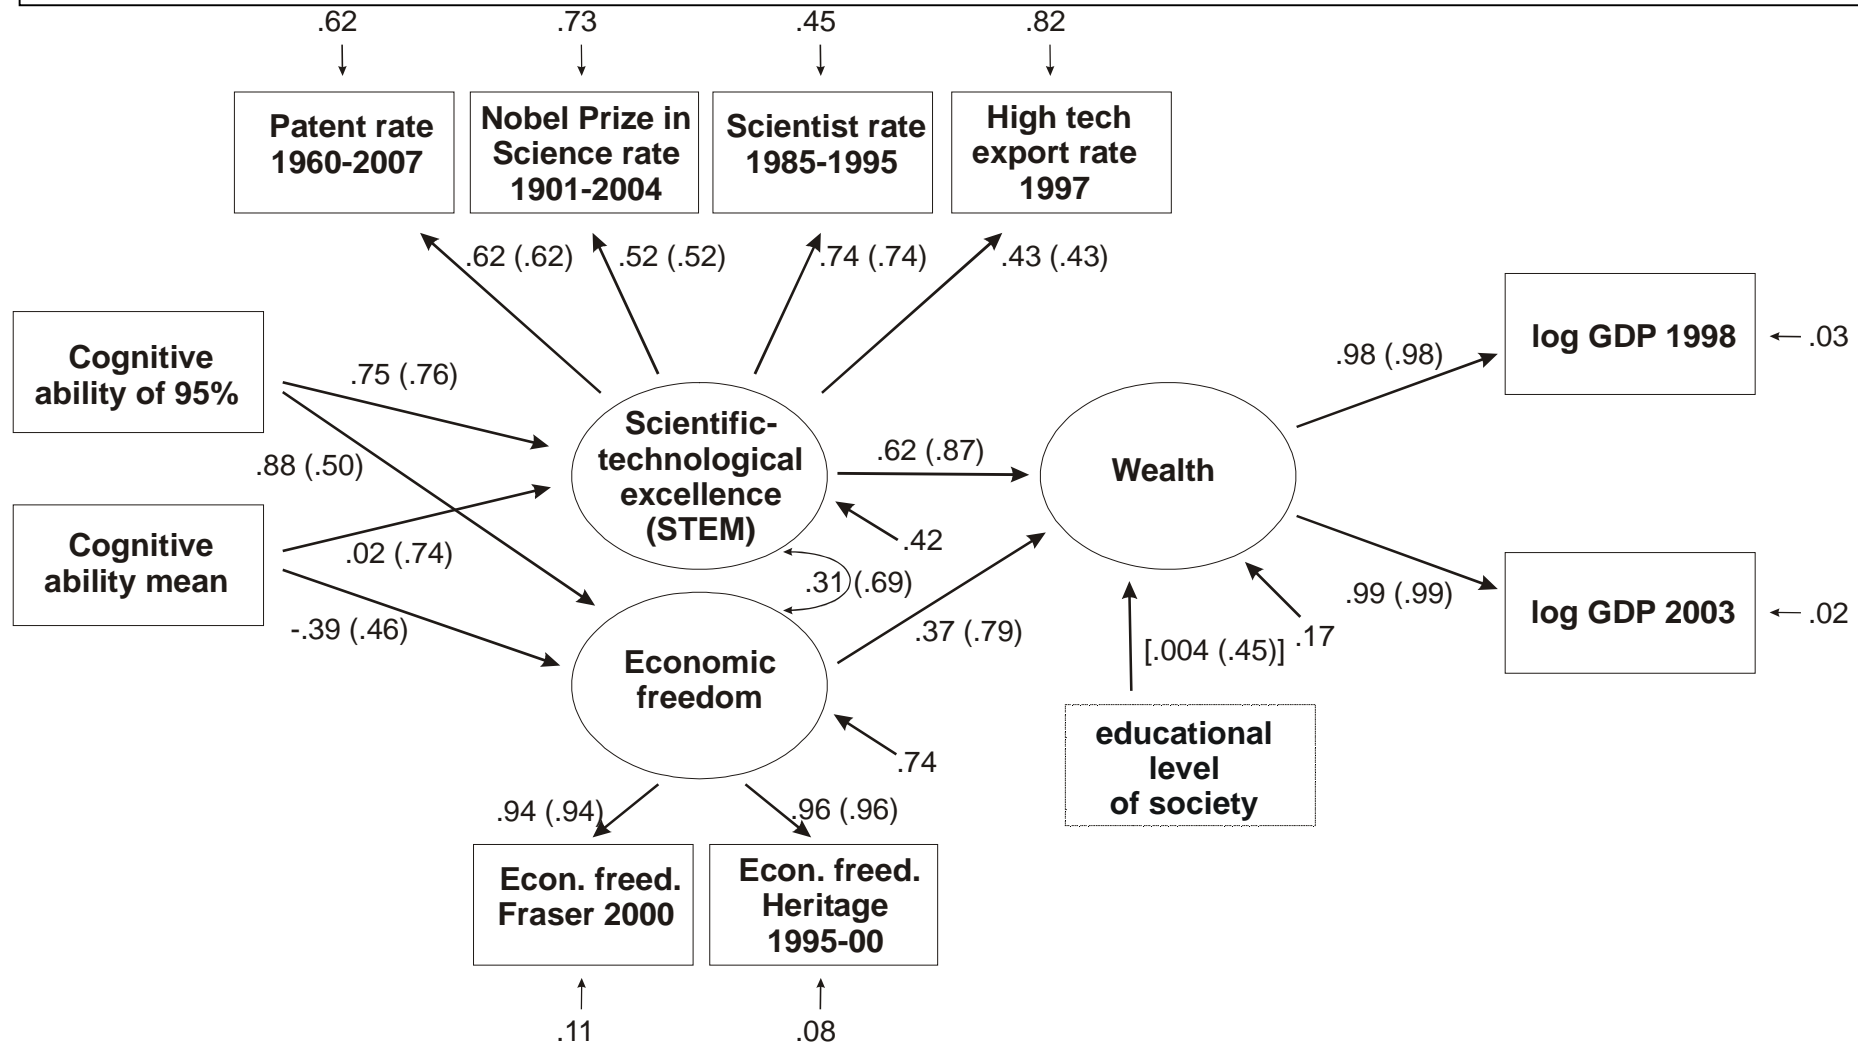 .62
.73
.45
.82
Patent rate
1960-2007
Nobel Prize in
Science rate
1901-2004
Scientist rate
1985-1995
High tech
export rate
1997
.62 (.62)
.52 (.52)
.74 (.74)
.43 (.43)
Cognitive
ability of 95%
.75 (.76)
.88 (.50)
Cognitive
ability mean
.02 (.74)
-.39 (.46)
Scientific-
technological
excellence
(STEM)
.62 (.87)
.42
.31 (.69)
Wealth
.98 (.98)
log GDP 1998
.03
.99 (.99)
log GDP 2003
.02
.37 (.79)
[.004 (.45)]
.17
Economic
freedom
.74
educational
level
of society
.94 (.94)
.96 (.96)
Econ. freed.
Fraser 2000
Econ. freed.
Heritage
1995-00
.11
.08